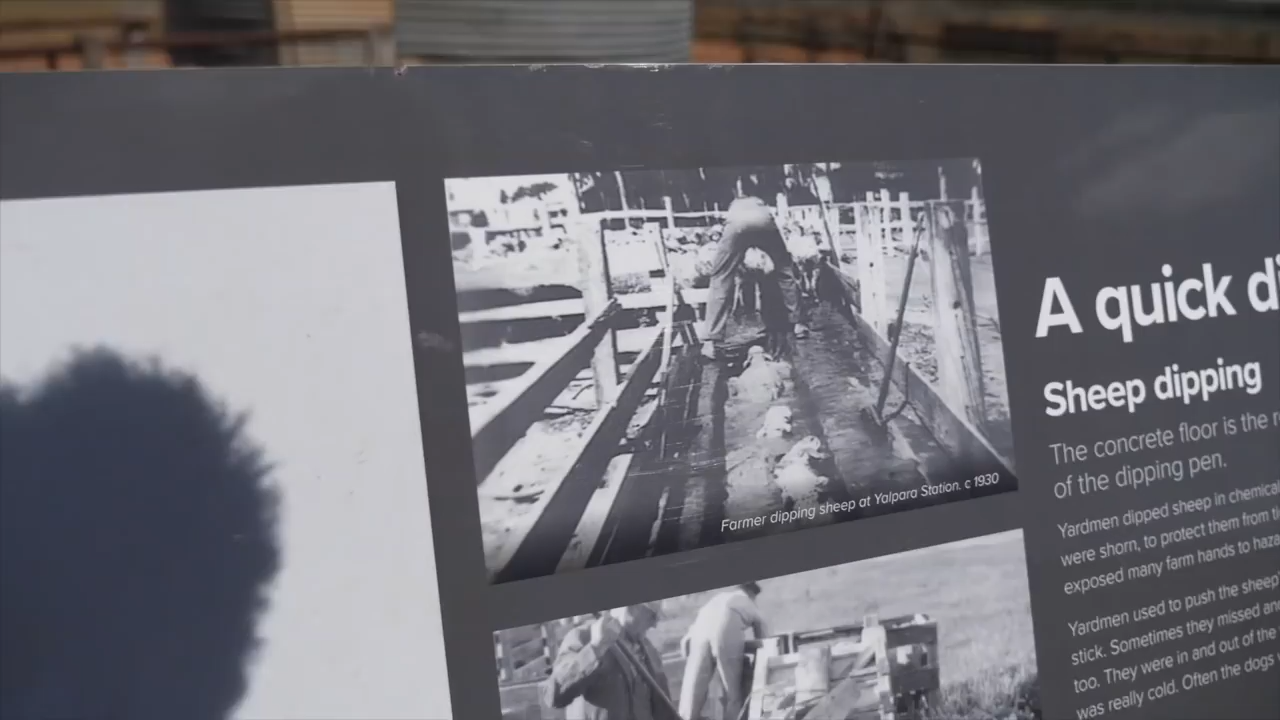 Farmer dipping sheep at Yalpara Station. c 1930
A quick di
Sheep dipping
The concrete floor is the
of the dipping pen.
Yardmen dipped sheep in chemical
were shorn, to protect them from
exposed many farm hands to haza
Yardmen used to push the sheep
stick. Sometimes they missed and
too. They were in and out of the
was really cold. Often the dogs